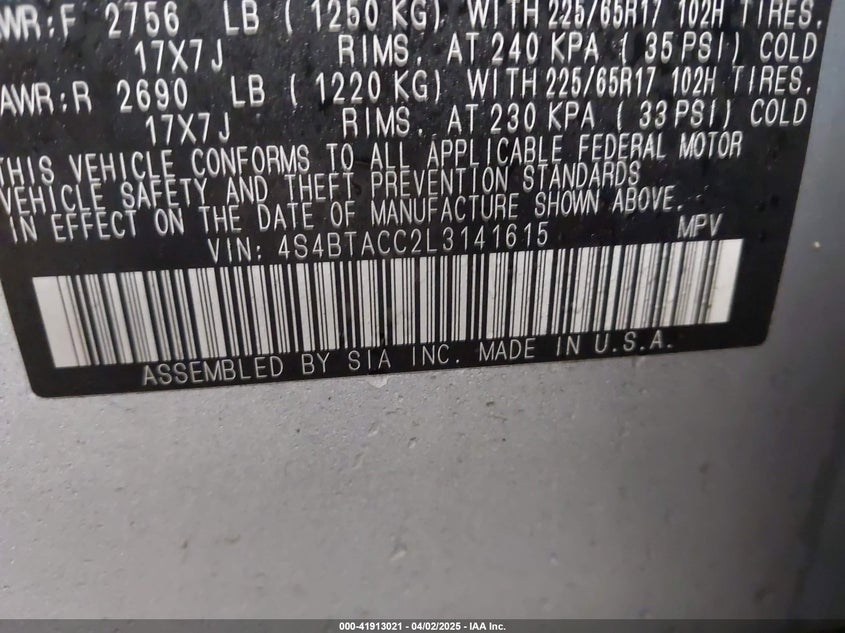 AWR:F 2756 LB ( 1250 KG) WITH 225/65R17 102H TIRES,
17X7J RIMS, AT 240 KPA ( 35 PSI) COLD
AWR:R 2690 LB ( 1220 KG) WITH 225/65R17 102H TIRES,
17X7J RIMS, AT 230 KPA ( 33 PSI) COLD
THIS VEHICLE CONFORMS TO ALL APPLICABLE FEDERAL MOTOR
VEHICLE SAFETY AND THEFT PREVENTION STANDARDS
IN EFFECT ON THE DATE OF MANUFACTURE SHOWN ABOVE.
VIN: 4S4BTACC2L3141615 MPV
ASSEMBLED BY SIA INC. MADE IN U.S.A.
000-41913021 - 04/02/2025 - IAA Inc.